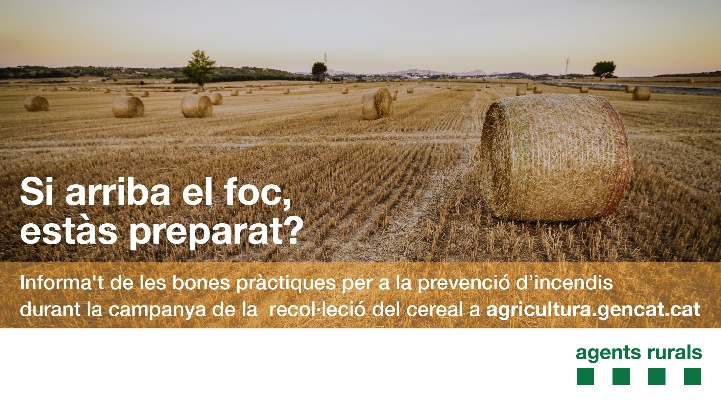 Si arriba el foc,
estàs preparat?
Informa't de les bones pràctiques per a la prevenció d'incendis
durant la campanya de la recol·lecció del cereal a agricultura.gencat.cat
agents rurals